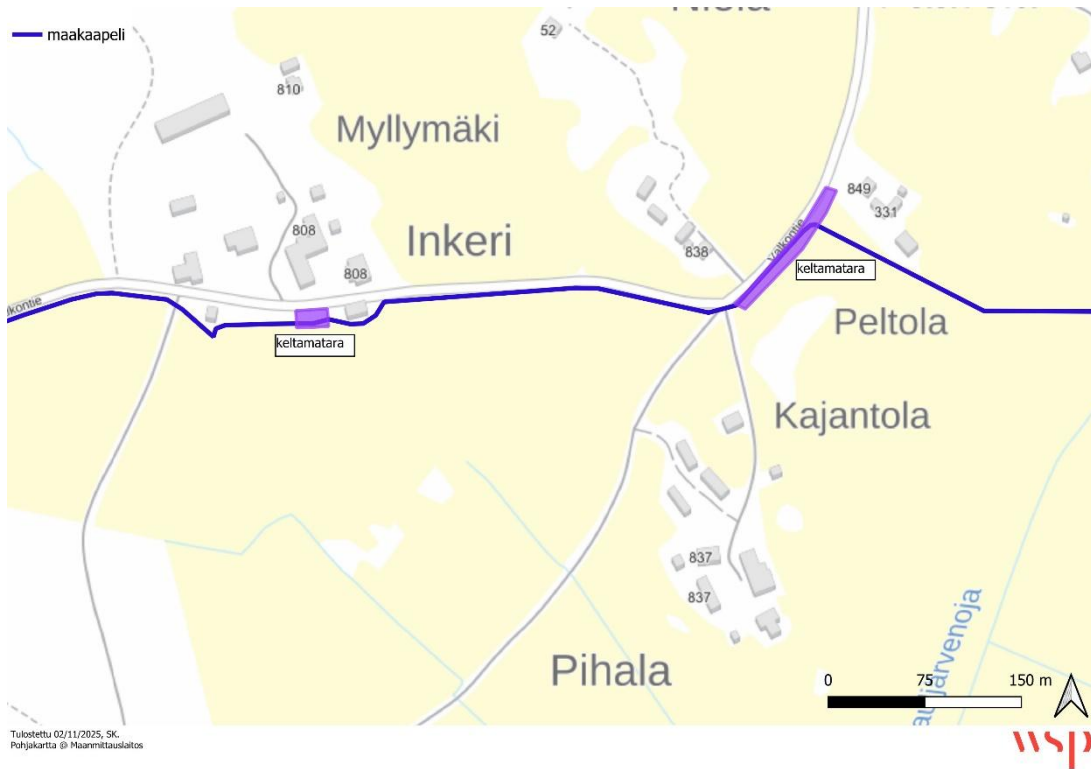 maakaapeli
52
810
Myllymäki
849
331
808
Inkeri
838
Valkontie
keltamatara
808
keltamatara
Peltola
Kajantola
837
837
Pihala
0 75 150 m
Tulostettu 02/11/2025, SK.
Pohjakartta @ Maanmittauslaitos
wsp